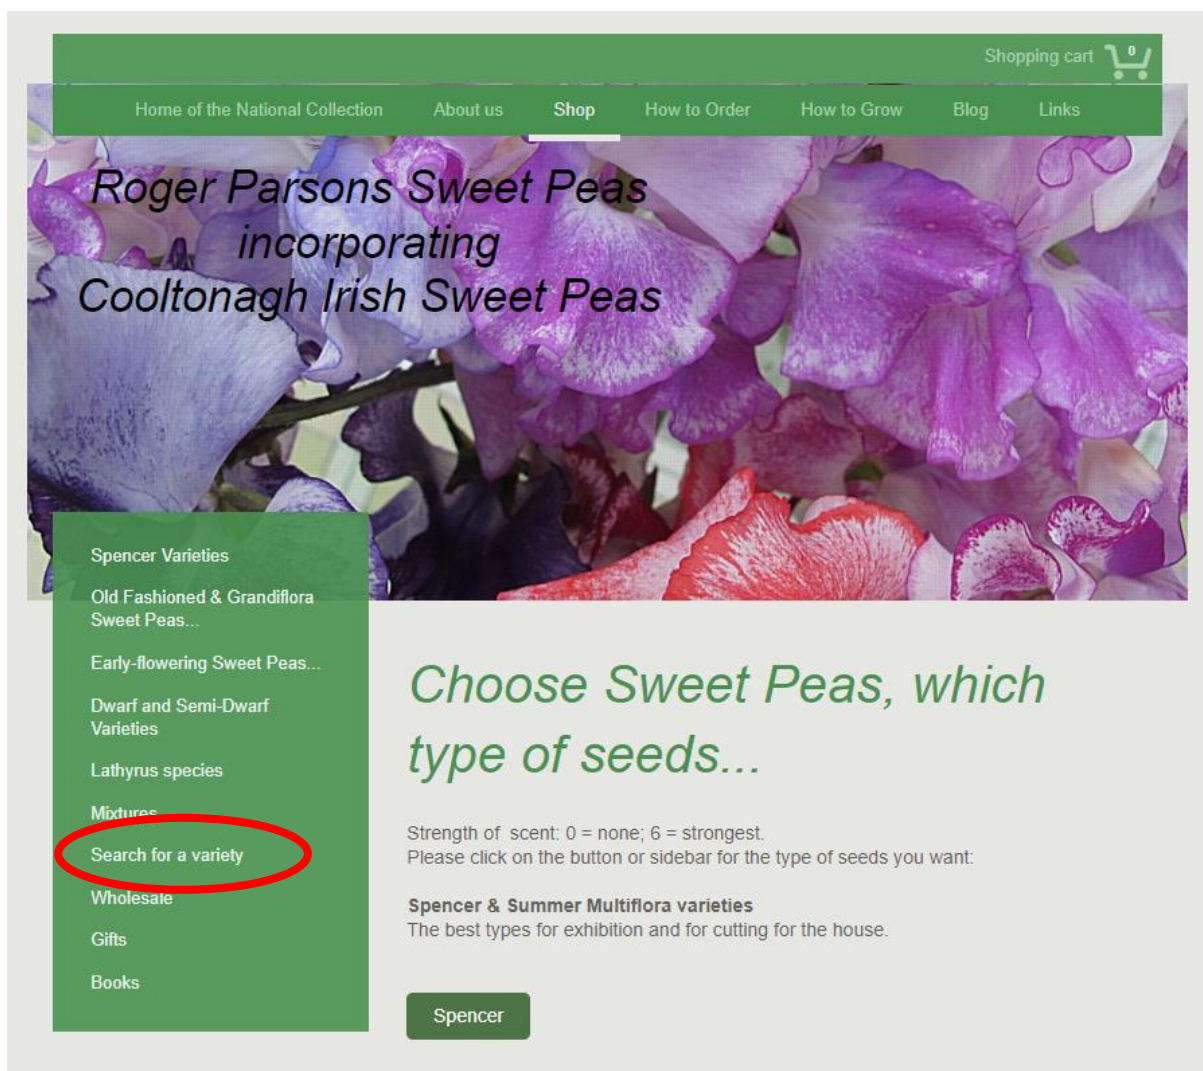 Shopping cart 0
Home of the National Collection About us Shop How to Order How to Grow Blog Links
Roger Parsons Sweet Peas
incorporating
Cooltonagh Irish Sweet Peas
Spencer Varieties
Old Fashioned & Grandiflora
Sweet Peas...
Early-flowering Sweet Peas...
Dwarf and Semi-Dwarf
Varieties
Lathyrus species
Mixtures
Search for a variety
Wholesale
Gifts
Books
Choose Sweet Peas, which
type of seeds...
Strength of scent: 0 = none; 6 = strongest.
Please click on the button or sidebar for the type of seeds you want:
Spencer & Summer Multiflora varieties
The best types for exhibition and for cutting for the house.
Spencer